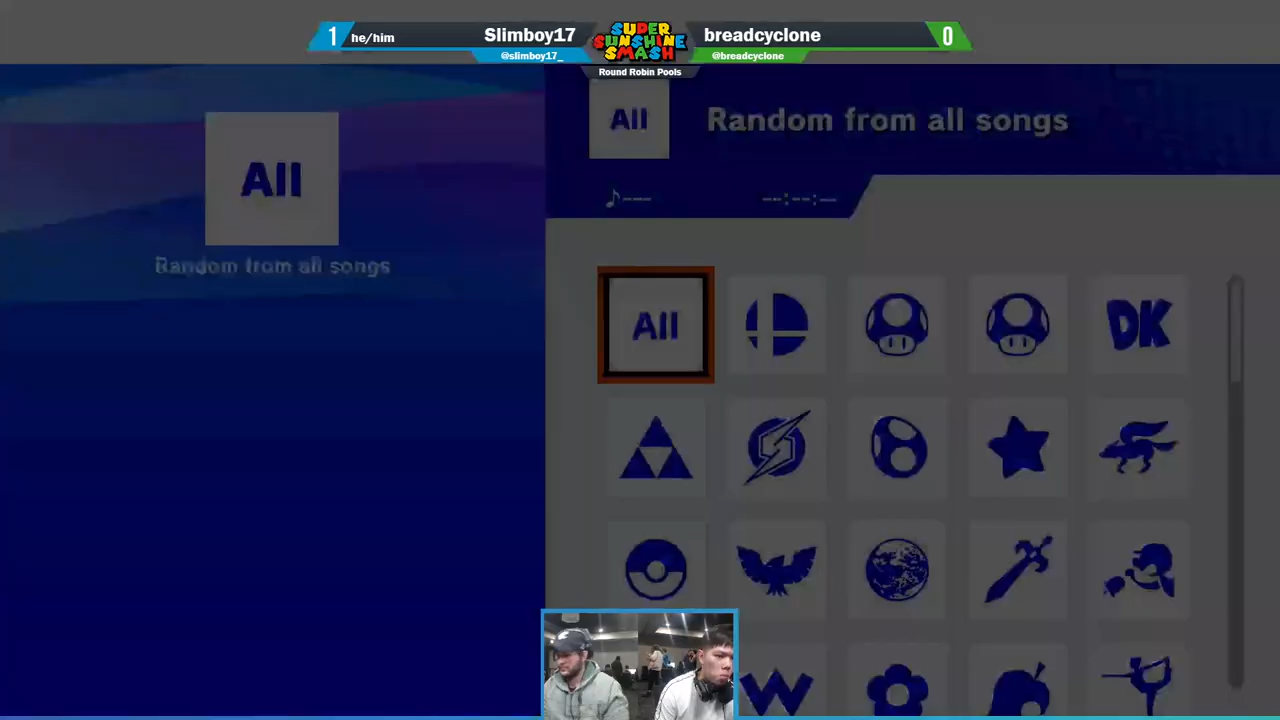 1 he/him Slimboy17 SUPER SUNSHINE SMASH breadcyclone 0
@slimboy17_ @breadcyclone
Round Robin Pools
All Random from all songs
All
Random from all songs
All DK